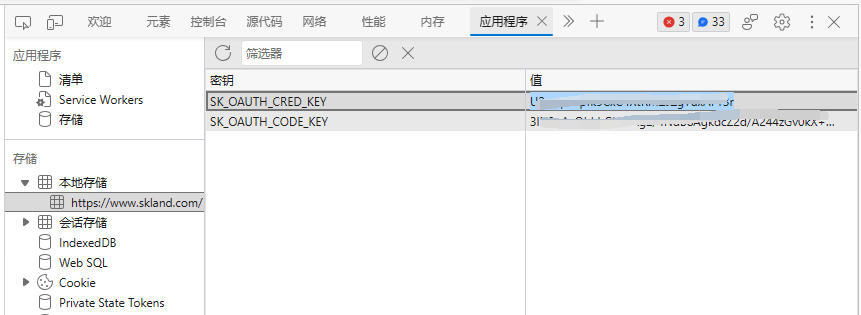 欢迎 元素 控制台 源代码 网络 性能 内存 应用程序 3 33
应用程序
清单
Service Workers
存储
存储
本地存储
https://www.skland.com/
会话存储
IndexedDB
Web SQL
Cookie
Private State Tokens
筛选器
密钥 值
SK_OAUTH_CRED_KEY
SK_OAUTH_CODE_KEY